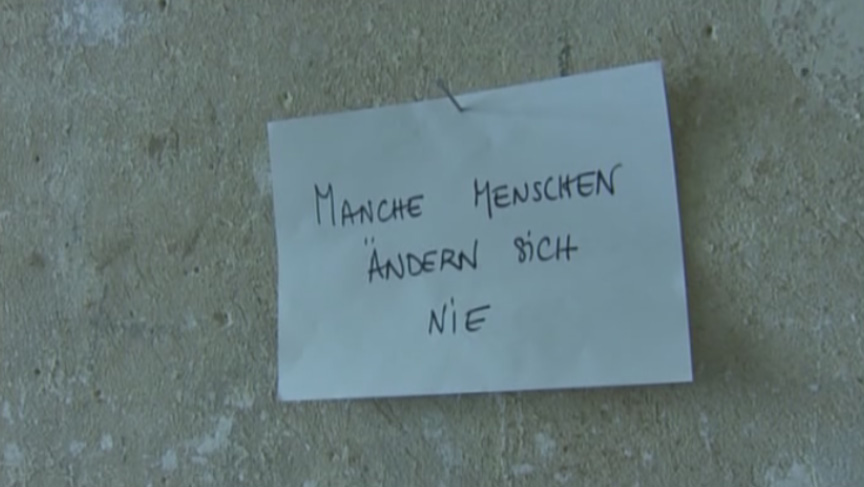 MANCHE MENSCHEN
ÄNDERN SICH
NIE